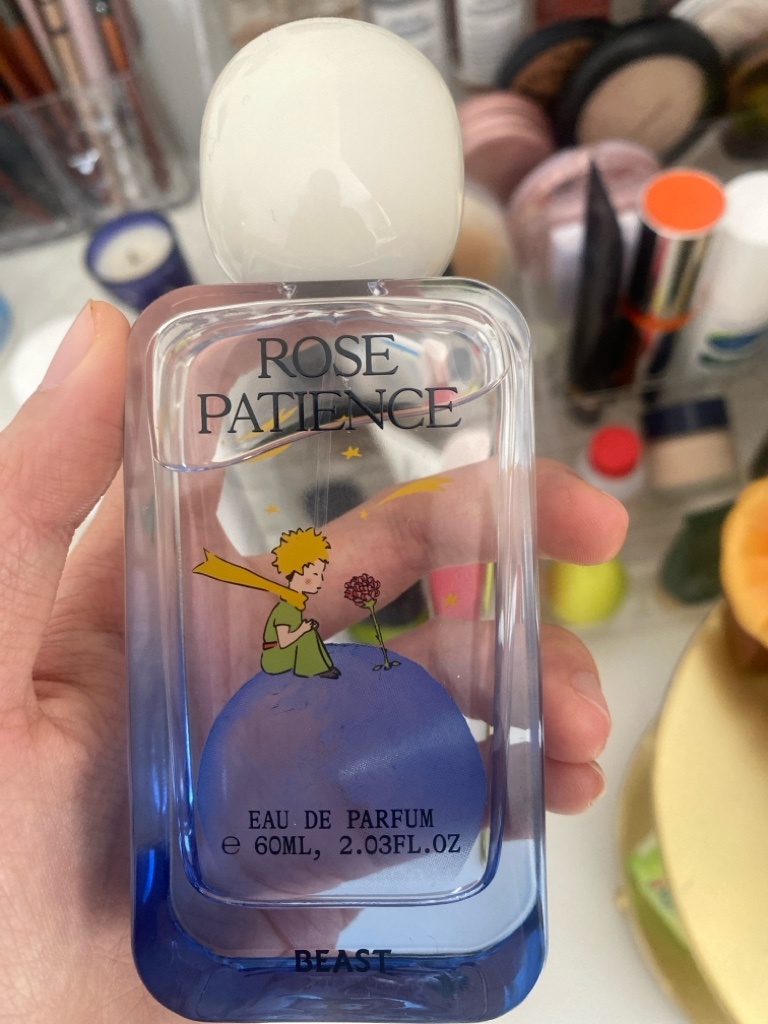 ROSE
PATIENCE
EAU DE PARFUM
℮ 60ML, 2.03FL.OZ
BEAST